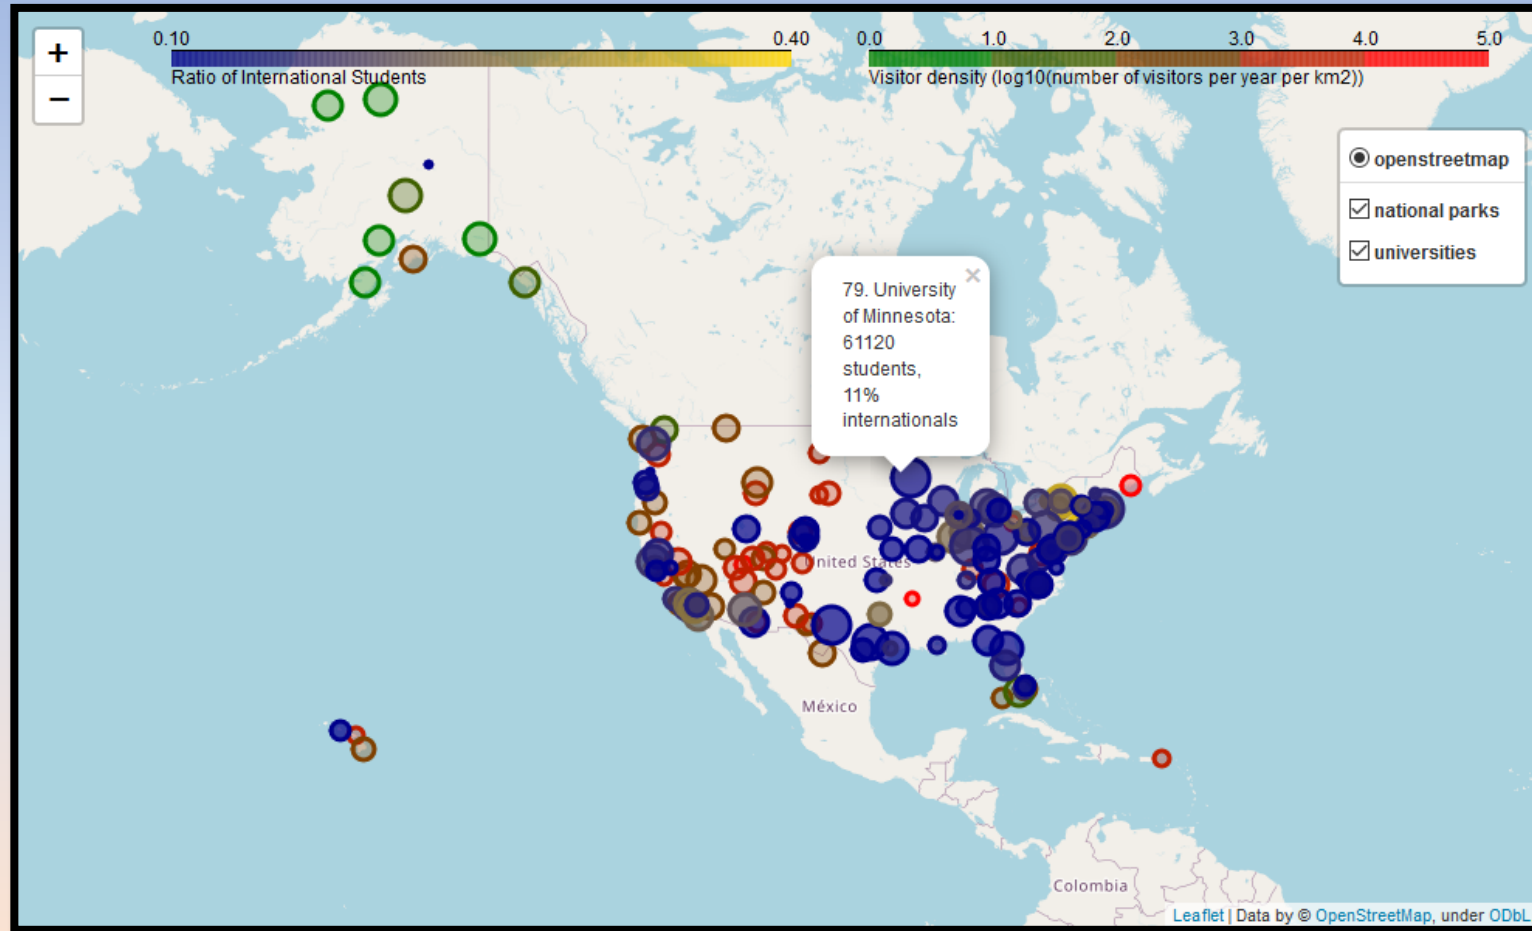 +
−
0.10
0.40
Ratio of International Students
0.0 1.0 2.0 3.0 4.0 5.0
Visitor density (log10(number of visitors per year per km2))
openstreetmap
national parks
universities
×
79. University
of Minnesota:
61120
students,
11%
internationals
United States
México
Colombia
Leaflet | Data by © OpenStreetMap, under ODbL